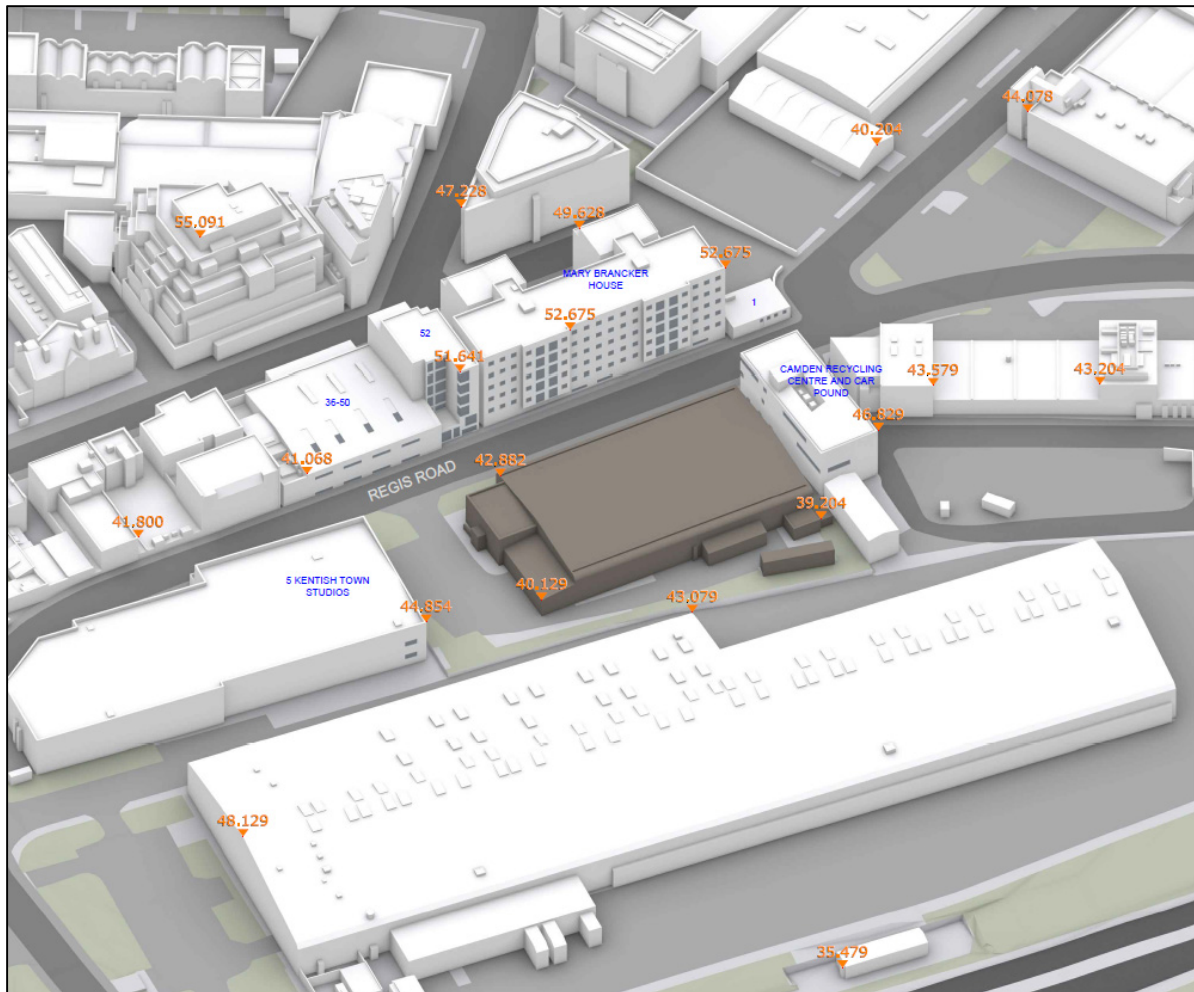 44.078
40.204
47.228
49.628
55.091
52.675
MARY BRANCKER
HOUSE
1
52.675
52
51.641
CAMDEN RECYCLING
CENTRE AND CAR
POUND
43.579
43.204
36-50
46.829
41.068
42.882
REGIS ROAD
39.204
41.800
5 KENTISH TOWN
STUDIOS
40.129
44.854
43.079
48.129
35.479